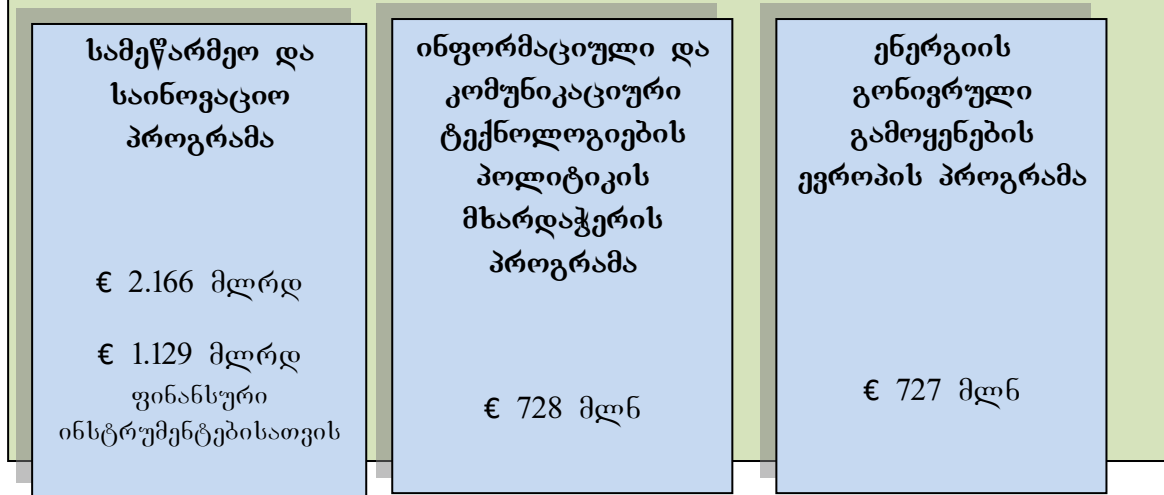 სამეწარმეო და
საინოვაციო
პროგრამა
€ 2.166 მლრდ
€ 1.129 მლრდ
ფინანსური
ინსტრუმენტებისათვის
ინფორმაციული და
კომუნიკაციური
ტექნოლოგიების
პოლიტიკის
მხარდაჭერის
პროგრამა
€ 728 მლნ
ენერგიის
გონივრული
გამოყენების
ევროპის პროგრამა
€ 727 მლნ